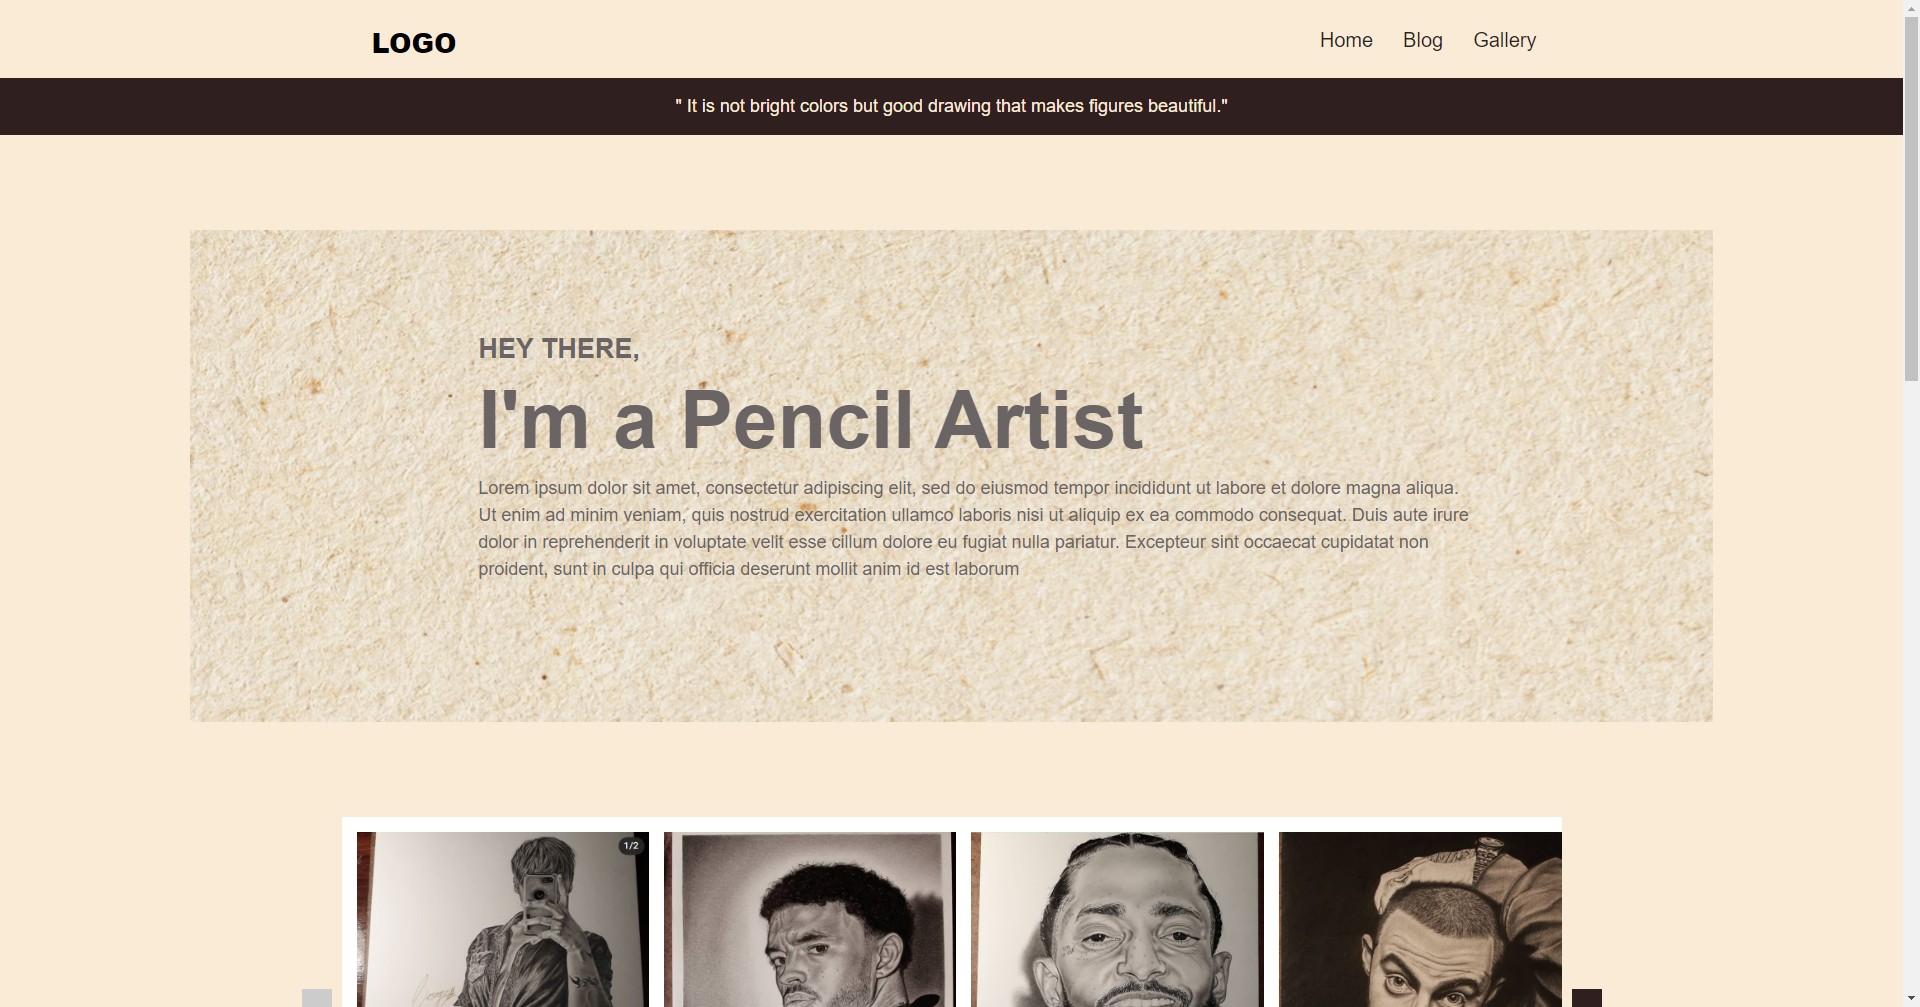 LOGO
Home Blog Gallery
" It is not bright colors but good drawing that makes figures beautiful."
HEY THERE,
I'm a Pencil Artist
Lorem ipsum dolor sit amet, consectetur adipiscing elit, sed do eiusmod tempor incididunt ut labore et dolore magna aliqua.
Ut enim ad minim veniam, quis nostrud exercitation ullamco laboris nisi ut aliquip ex ea commodo consequat. Duis aute irure
dolor in reprehenderit in voluptate velit esse cillum dolore eu fugiat nulla pariatur. Excepteur sint occaecat cupidatat non
proident, sunt in culpa qui officia deserunt mollit anim id est laborum
1/2